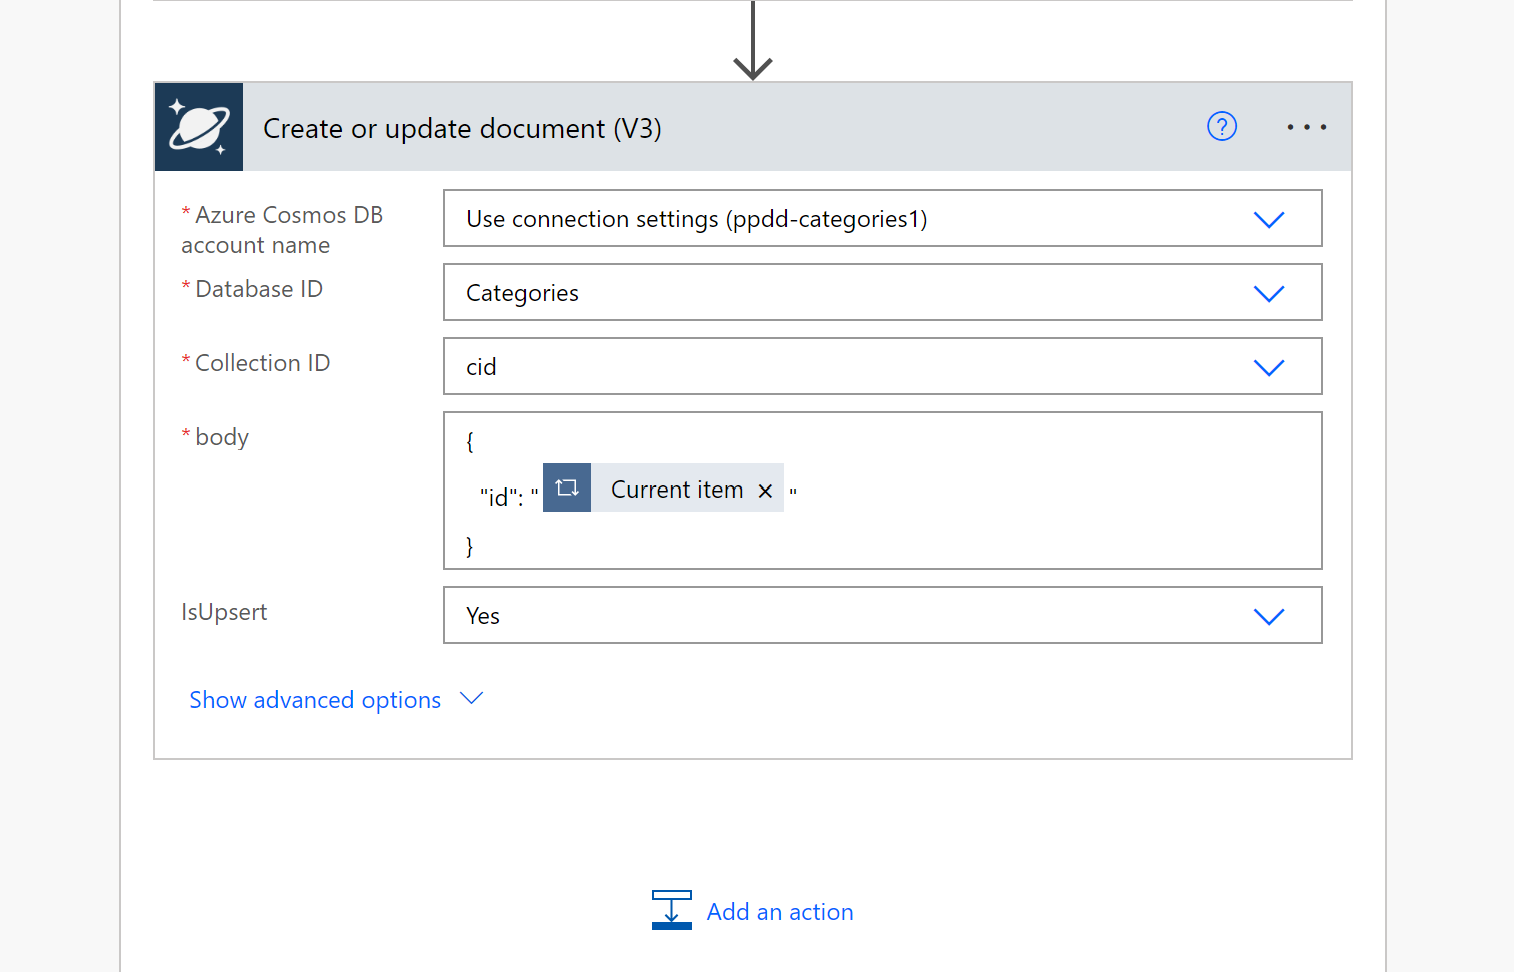 Create or update document (V3)
?
* Azure Cosmos DB account name
Use connection settings (ppdd-categories1)
* Database ID
Categories
* Collection ID
cid
* body
{
"id": " Current item × "
}
IsUpsert
Yes
Show advanced options
Add an action